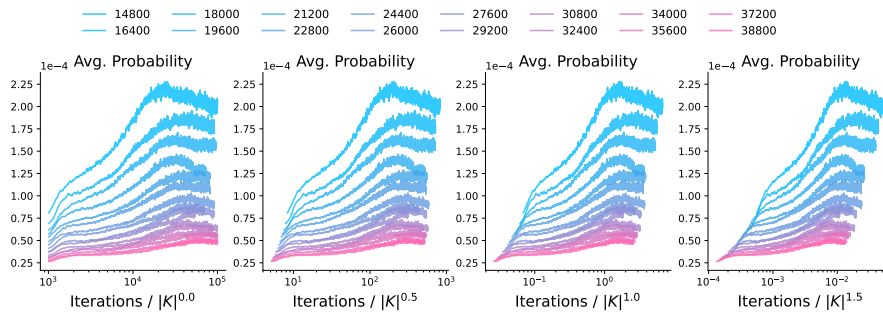 14800 18000 21200 24400 27600 30800 34000 37200
16400 19600 22800 26000 29200 32400 35600 38800
Avg. Probability Avg. Probability Avg. Probability Avg. Probability
1e−4 1e−4 1e−4 1e−4
2.25 2.25 2.25 2.25
2.00 2.00 2.00 2.00
1.75 1.75 1.75 1.75
1.50 1.50 1.50 1.50
1.25 1.25 1.25 1.25
1.00 1.00 1.00 1.00
0.75 0.75 0.75 0.75
0.50 0.50 0.50 0.50
0.25 0.25 0.25 0.25
10³ 10⁴ 10⁵ 10¹ 10² 10³ 10⁻¹ 10⁰ 10⁻⁴ 10⁻³ 10⁻²
Iterations / |K|^0.0 Iterations / |K|^0.5 Iterations / |K|^1.0 Iterations / |K|^1.5